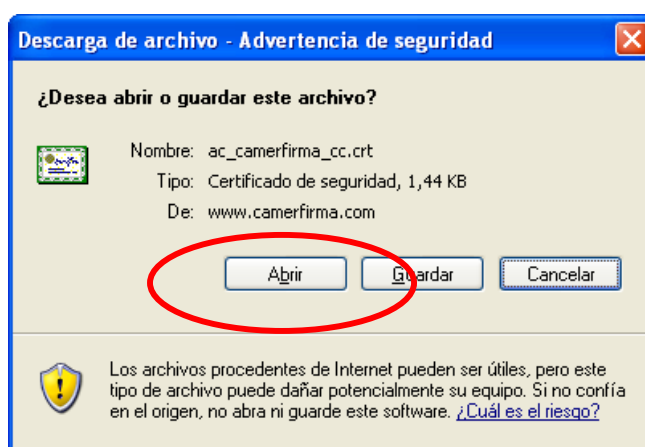 Descarga de archivo - Advertencia de seguridad
¿Desea abrir o guardar este archivo?
Nombre: ac_camerfirma_cc.crt
Tipo: Certificado de seguridad, 1,44 KB
De: www.camerfirma.com
Abrir Guardar Cancelar
Los archivos procedentes de Internet pueden ser útiles, pero este
tipo de archivo puede dañar potencialmente su equipo. Si no confía
en el origen, no abra ni guarde este software. ¿Cuál es el riesgo?